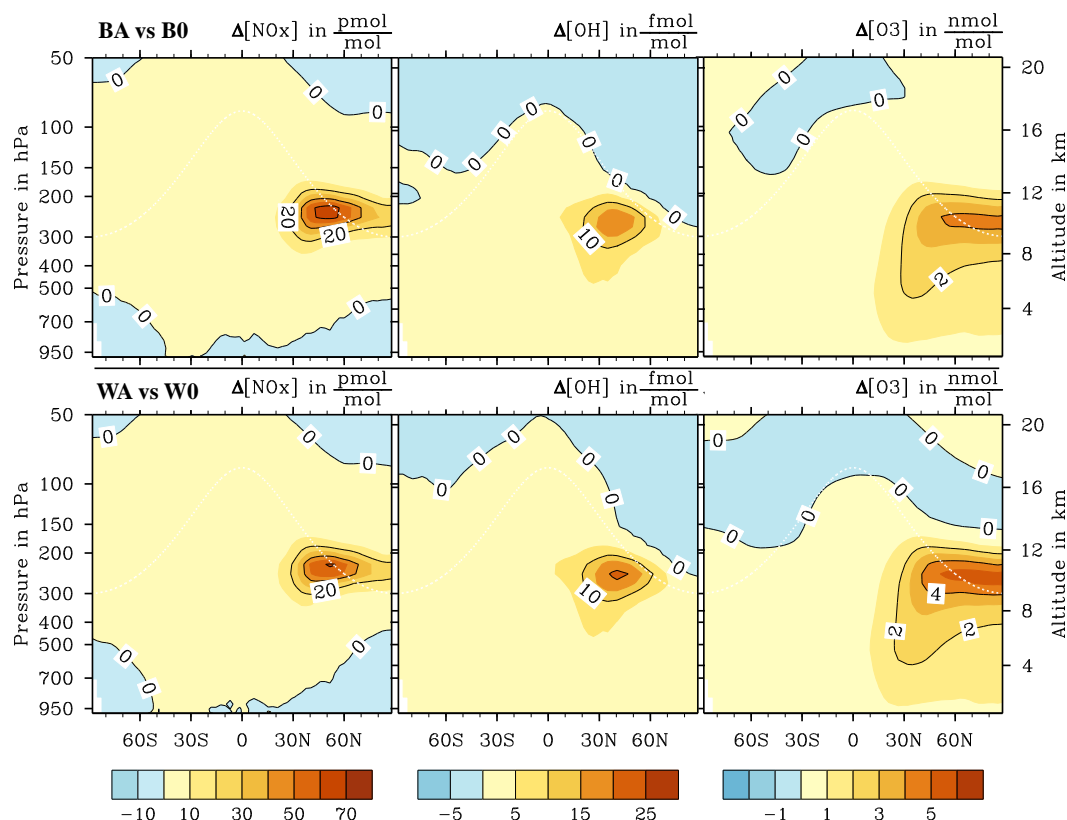 BA vs B0 Δ[NOx] in pmol/mol Δ[OH] in fmol/mol Δ[O3] in nmol/mol
50 100 150 200 300 400 500 700 950
Pressure in hPa
0 0 0 20 20 0 0 0
0 0 0 0 0 0 0 10
0 0 0 0 2
20 16 12 8 4
Altitude in km
WA vs W0 Δ[NOx] in pmol/mol Δ[OH] in fmol/mol Δ[O3] in nmol/mol
50 100 150 200 300 400 500 700 950
Pressure in hPa
0 0 0 20 0 0 0
0 0 0 0 0 0 10
0 0 0 0 0 0 0 4 2 2
20 16 12 8 4
Altitude in km
60S 30S 0 30N 60N 60S 30S 0 30N 60N 60S 30S 0 30N 60N
−10 10 30 50 70 −5 5 15 25 −1 1 3 5